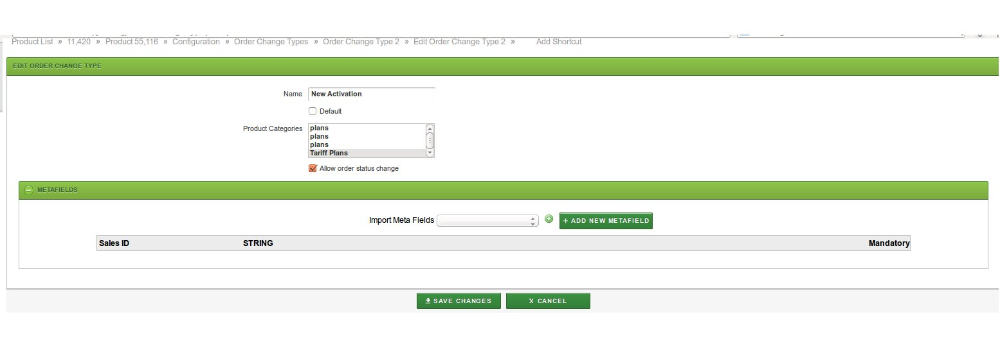 Product List » 11,420 » Product 55,116 » Configuration » Order Change Types » Order Change Type 2 » Edit Order Change Type 2 » Add Shortcut
EDIT ORDER CHANGE TYPE
Name New Activation
Default
Product Categories plans
plans
plans
Tariff Plans
Allow order status change
METAFIELDS
Import Meta Fields + ADD NEW METAFIELD
Sales ID STRING Mandatory
SAVE CHANGES X CANCEL